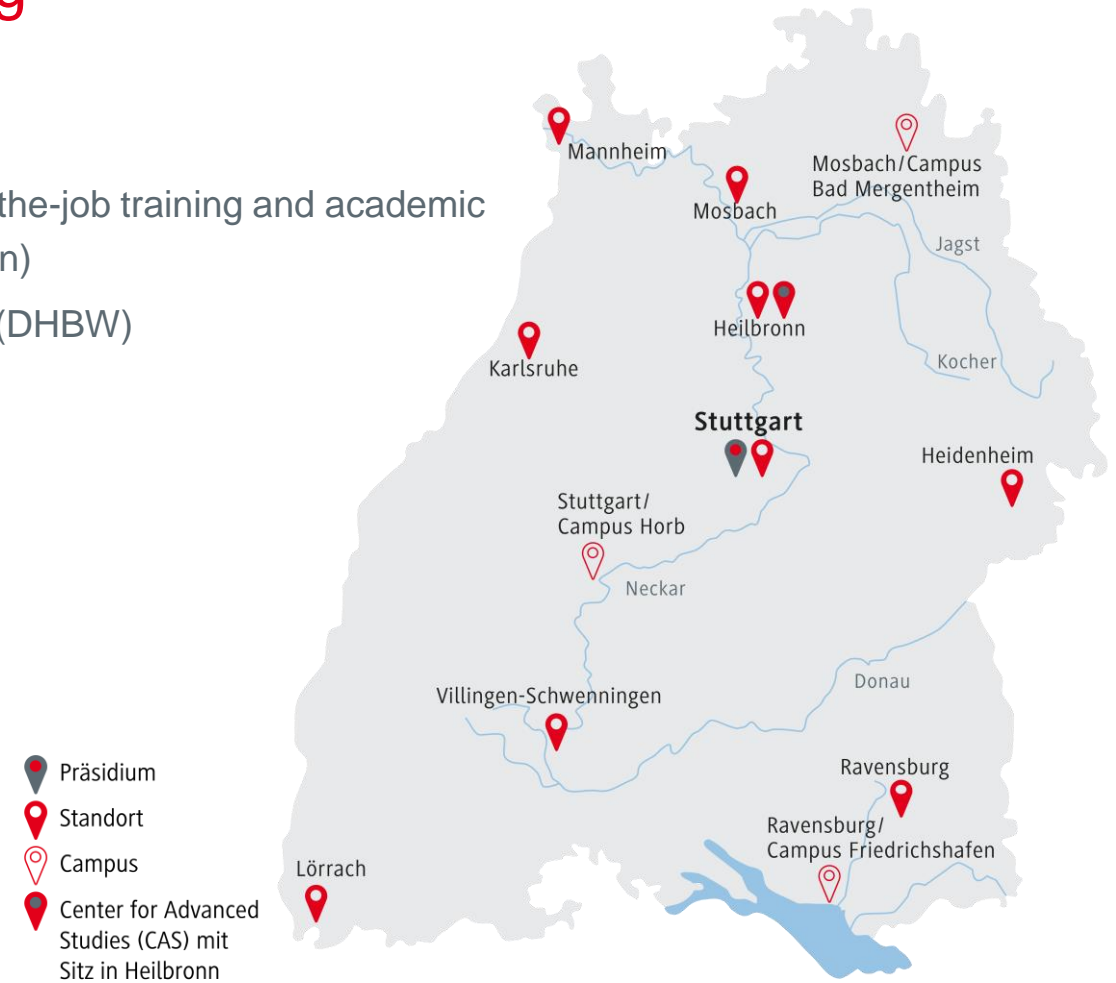 g
the-job training and academic
n)
(DHBW)
Mannheim
Mosbach/Campus
Bad Mergentheim
Mosbach
Jagst
Heilbronn
Karlsruhe
Kocher
Stuttgart
Heidenheim
Stuttgart/
Campus Horb
Neckar
Donau
Villingen-Schwenningen
Ravensburg
Ravensburg/
Campus Friedrichshafen
Lörrach
Präsidium
Standort
Campus
Center for Advanced
Studies (CAS) mit
Sitz in Heilbronn